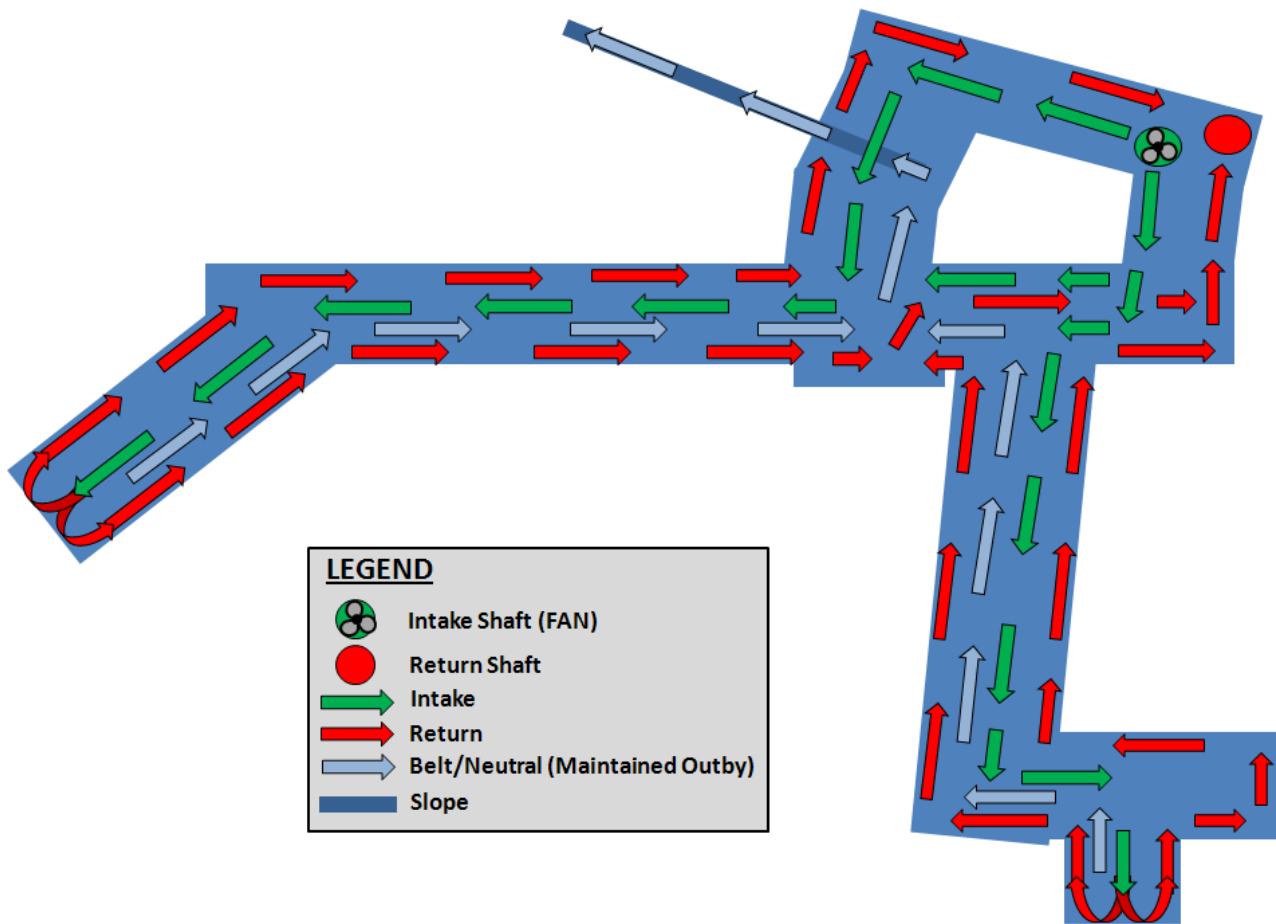 LEGEND
Intake Shaft (FAN)
Return Shaft
Intake
Return
Belt/Neutral (Maintained Outby)
Slope